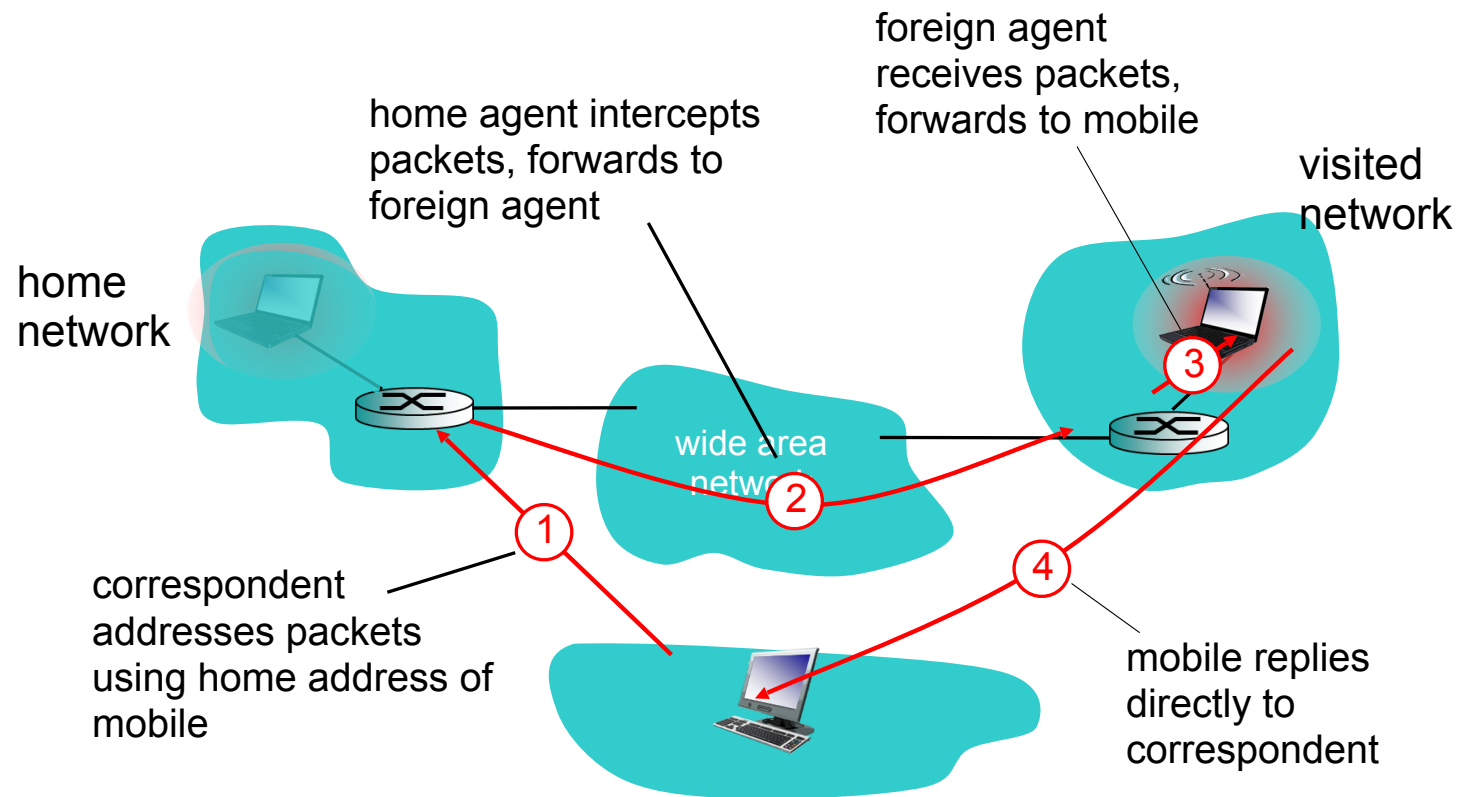 foreign agent
receives packets,
forwards to mobile
home agent intercepts
packets, forwards to
foreign agent
visited
network
home
network
wide area
network
3
2
1
4
correspondent
addresses packets
using home address of
mobile
mobile replies
directly to
correspondent